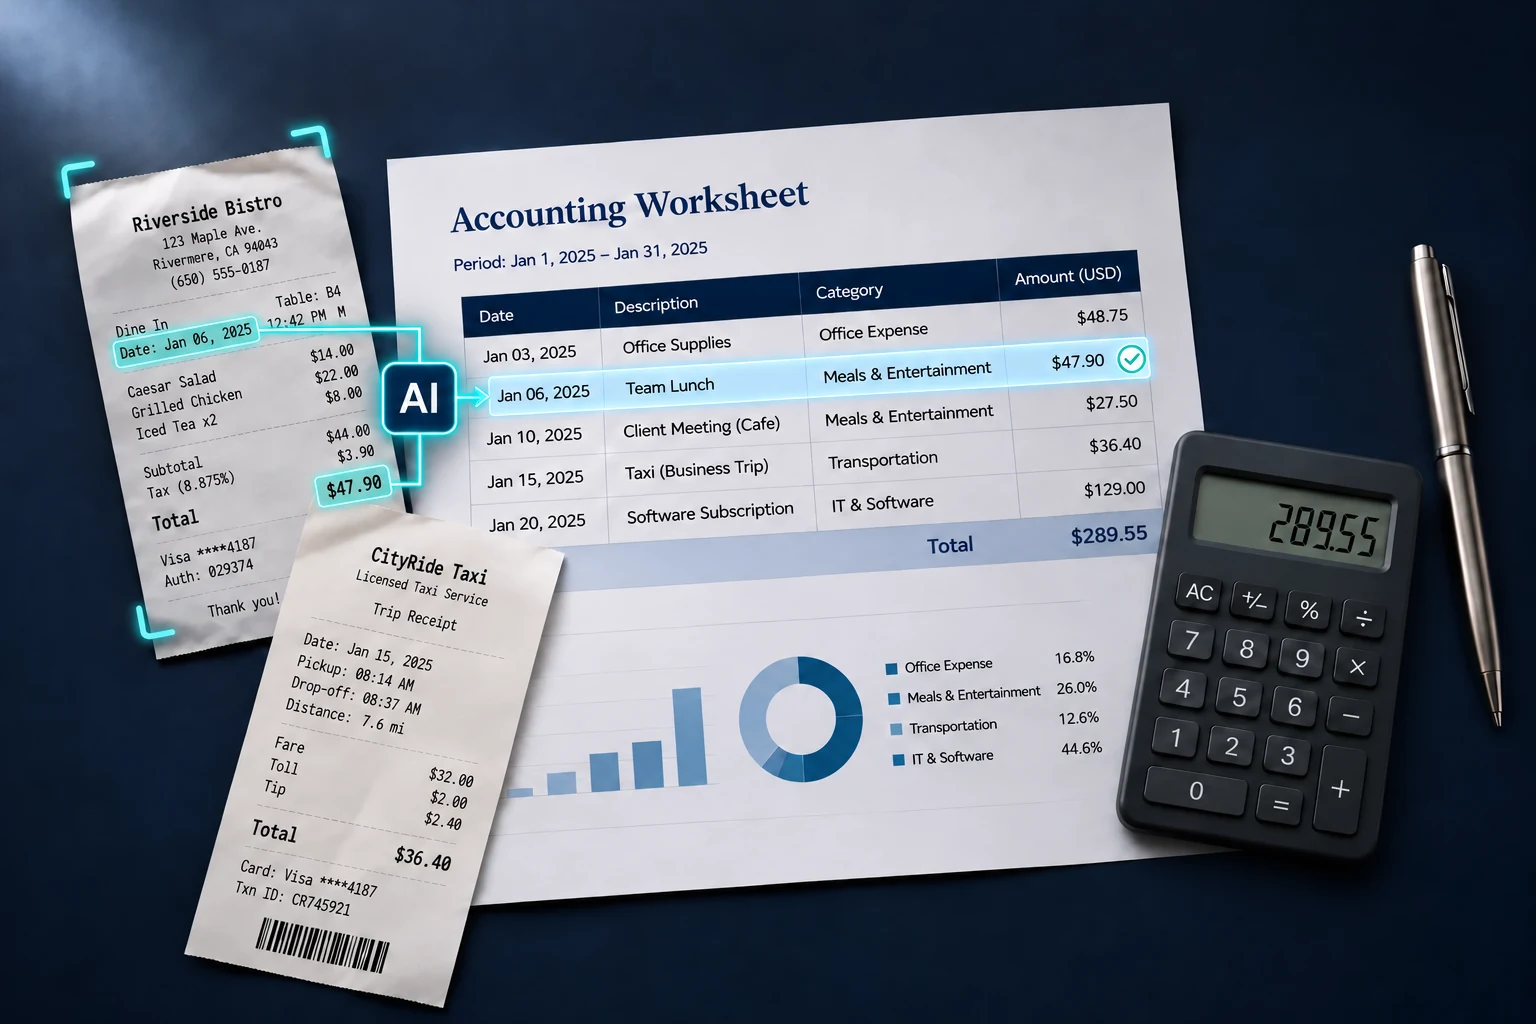 Riverside Bistro
123 Maple Ave.
Rivermere, CA 94043
(650) 555-0187
Table: B4
Dine In
12:42 PM M
Date: Jan 06, 2025
Caesar Salad $14.00
Grilled Chicken $22.00
Iced Tea x2 $8.00
Subtotal $44.00
Tax (8.875%) $3.90
Total $47.90
Visa ****4187
Auth: 029374
Thank you!
AI
Accounting Worksheet
Period: Jan 1, 2025 – Jan 31, 2025
Date Description Category Amount (USD)
Jan 03, 2025 Office Supplies Office Expense $48.75
Jan 06, 2025 Team Lunch Meals & Entertainment $47.90
Jan 10, 2025 Client Meeting (Cafe) Meals & Entertainment $27.50
Jan 15, 2025 Taxi (Business Trip) Transportation $36.40
Jan 20, 2025 Software Subscription IT & Software $129.00
Total $289.55
Office Expense 16.8%
Meals & Entertainment 26.0%
Transportation 12.6%
IT & Software 44.6%
CityRide Taxi
Licensed Taxi Service
Trip Receipt
Date: Jan 15, 2025
Pickup: 08:14 AM
Drop-off: 08:37 AM
Distance: 7.6 mi
Fare $32.00
Toll $2.00
Tip $2.40
Total $36.40
Card: Visa ****4187
Txn ID: CR745921
289.55
AC +/− % ÷
7 8 9 ×
4 5 6 −
1 2 3 +
0 =